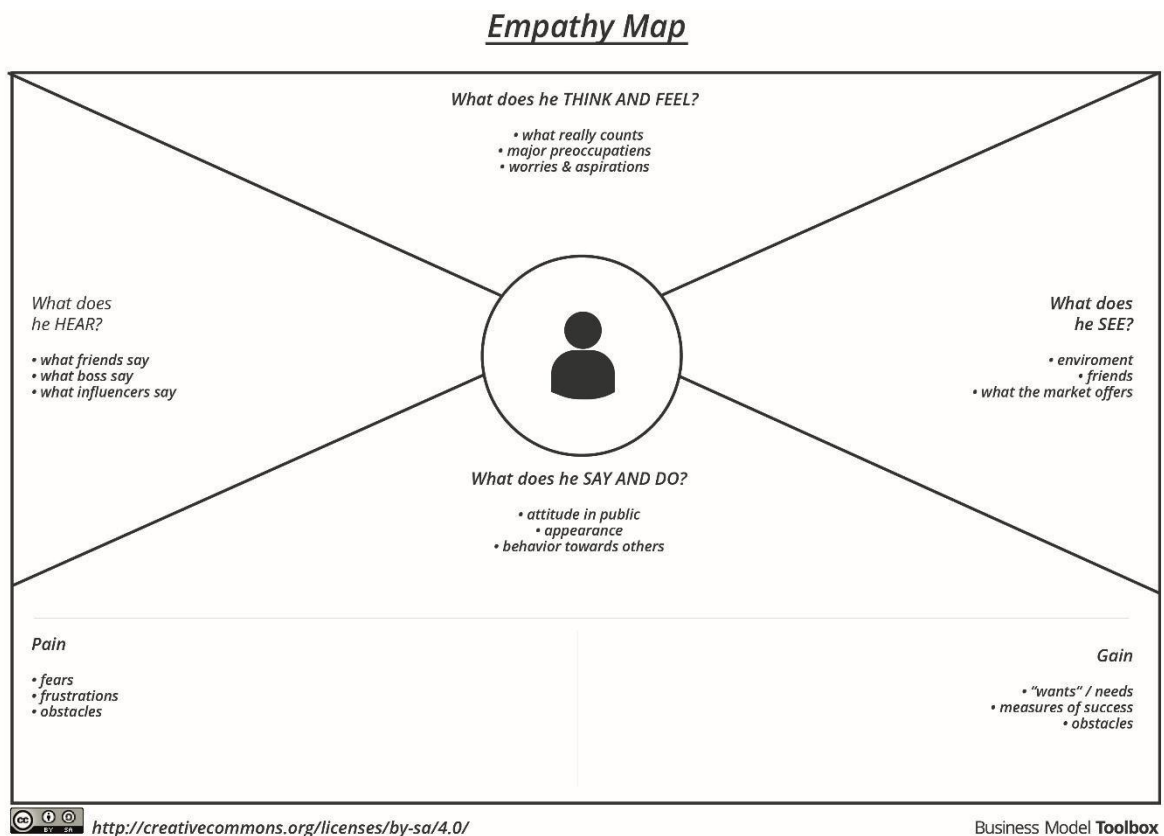 Empathy Map
What does he THINK AND FEEL?
• what really counts
• major preoccupatiens
• worries & aspirations
What does
he HEAR?
• what friends say
• what boss say
• what influencers say
What does
he SEE?
• enviroment
• friends
• what the market offers
What does he SAY AND DO?
• attitude in public
• appearance
• behavior towards others
Pain
• fears
• frustrations
• obstacles
Gain
• “wants” / needs
• measures of success
• obstacles
cc BY SA http://creativecommons.org/licenses/by-sa/4.0/
Business Model Toolbox